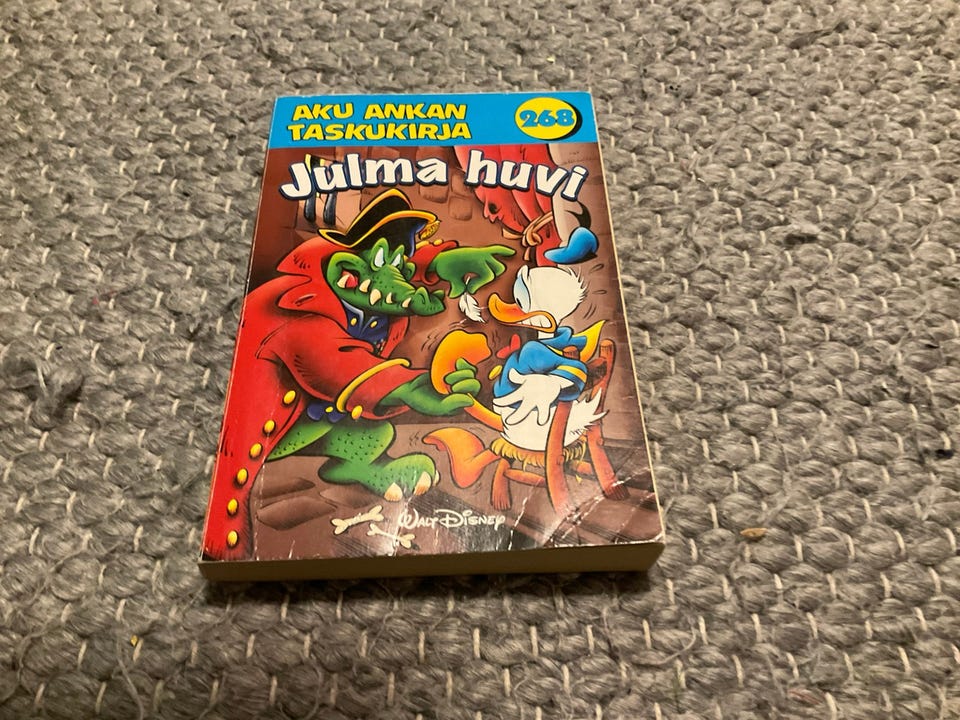 AKU ANKAN
TASKUKIRJA
268
Julma huvi
Walt Disney